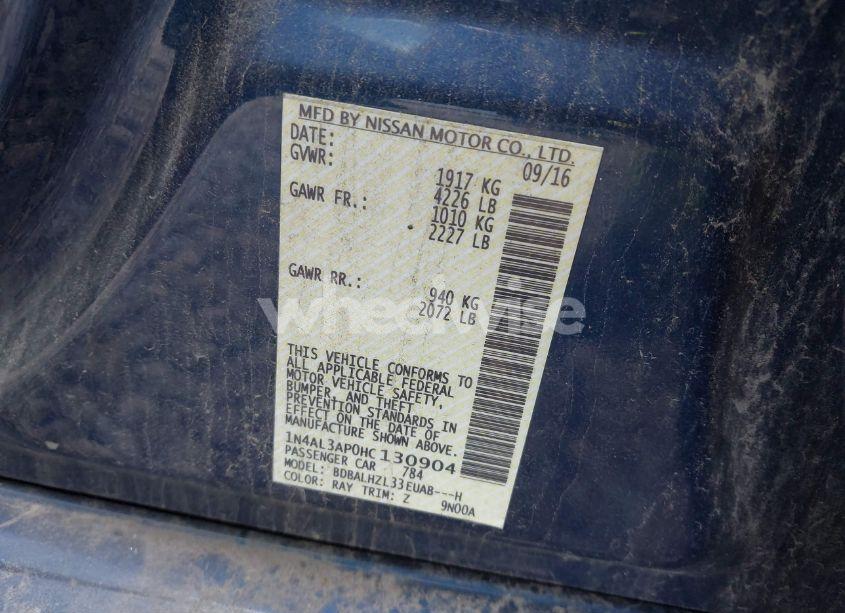 MFD BY NISSAN MOTOR CO., LTD.
DATE: 09/16
GVWR: 1917 KG
4226 LB
GAWR FR.: 1010 KG
2227 LB
GAWR RR.: 940 KG
2072 LB
wheelwise
THIS VEHICLE CONFORMS TO
ALL APPLICABLE FEDERAL
MOTOR VEHICLE SAFETY,
BUMPER, AND THEFT
PREVENTION STANDARDS IN
EFFECT ON THE DATE OF
MANUFACTURE SHOWN ABOVE.
1N4AL3AP0HC130904
PASSENGER CAR 784
MODEL: BDBALHZL33EUAB---H
COLOR: RAY TRIM: Z 9N00A